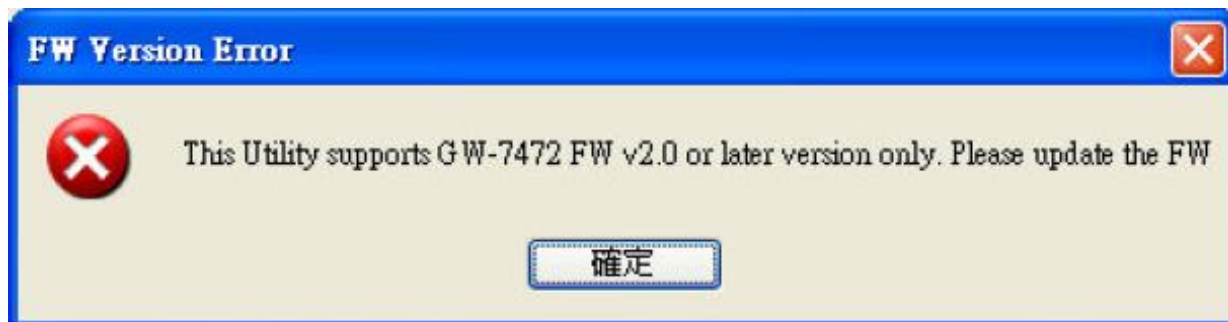 FW Version Error
This Utility supports GW-7472 FW v2.0 or later version only. Please update the FW
確定